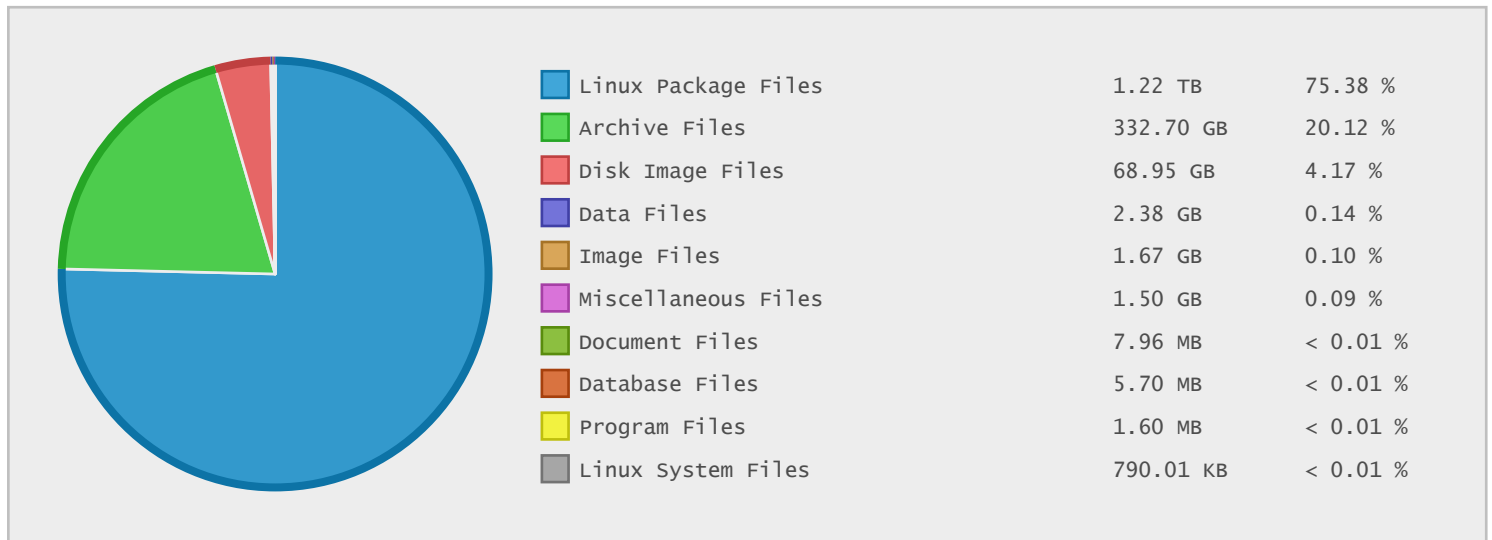 Linux Package Files 1.22 TB 75.38 %
Archive Files 332.70 GB 20.12 %
Disk Image Files 68.95 GB 4.17 %
Data Files 2.38 GB 0.14 %
Image Files 1.67 GB 0.10 %
Miscellaneous Files 1.50 GB 0.09 %
Document Files 7.96 MB < 0.01 %
Database Files 5.70 MB < 0.01 %
Program Files 1.60 MB < 0.01 %
Linux System Files 790.01 KB < 0.01 %